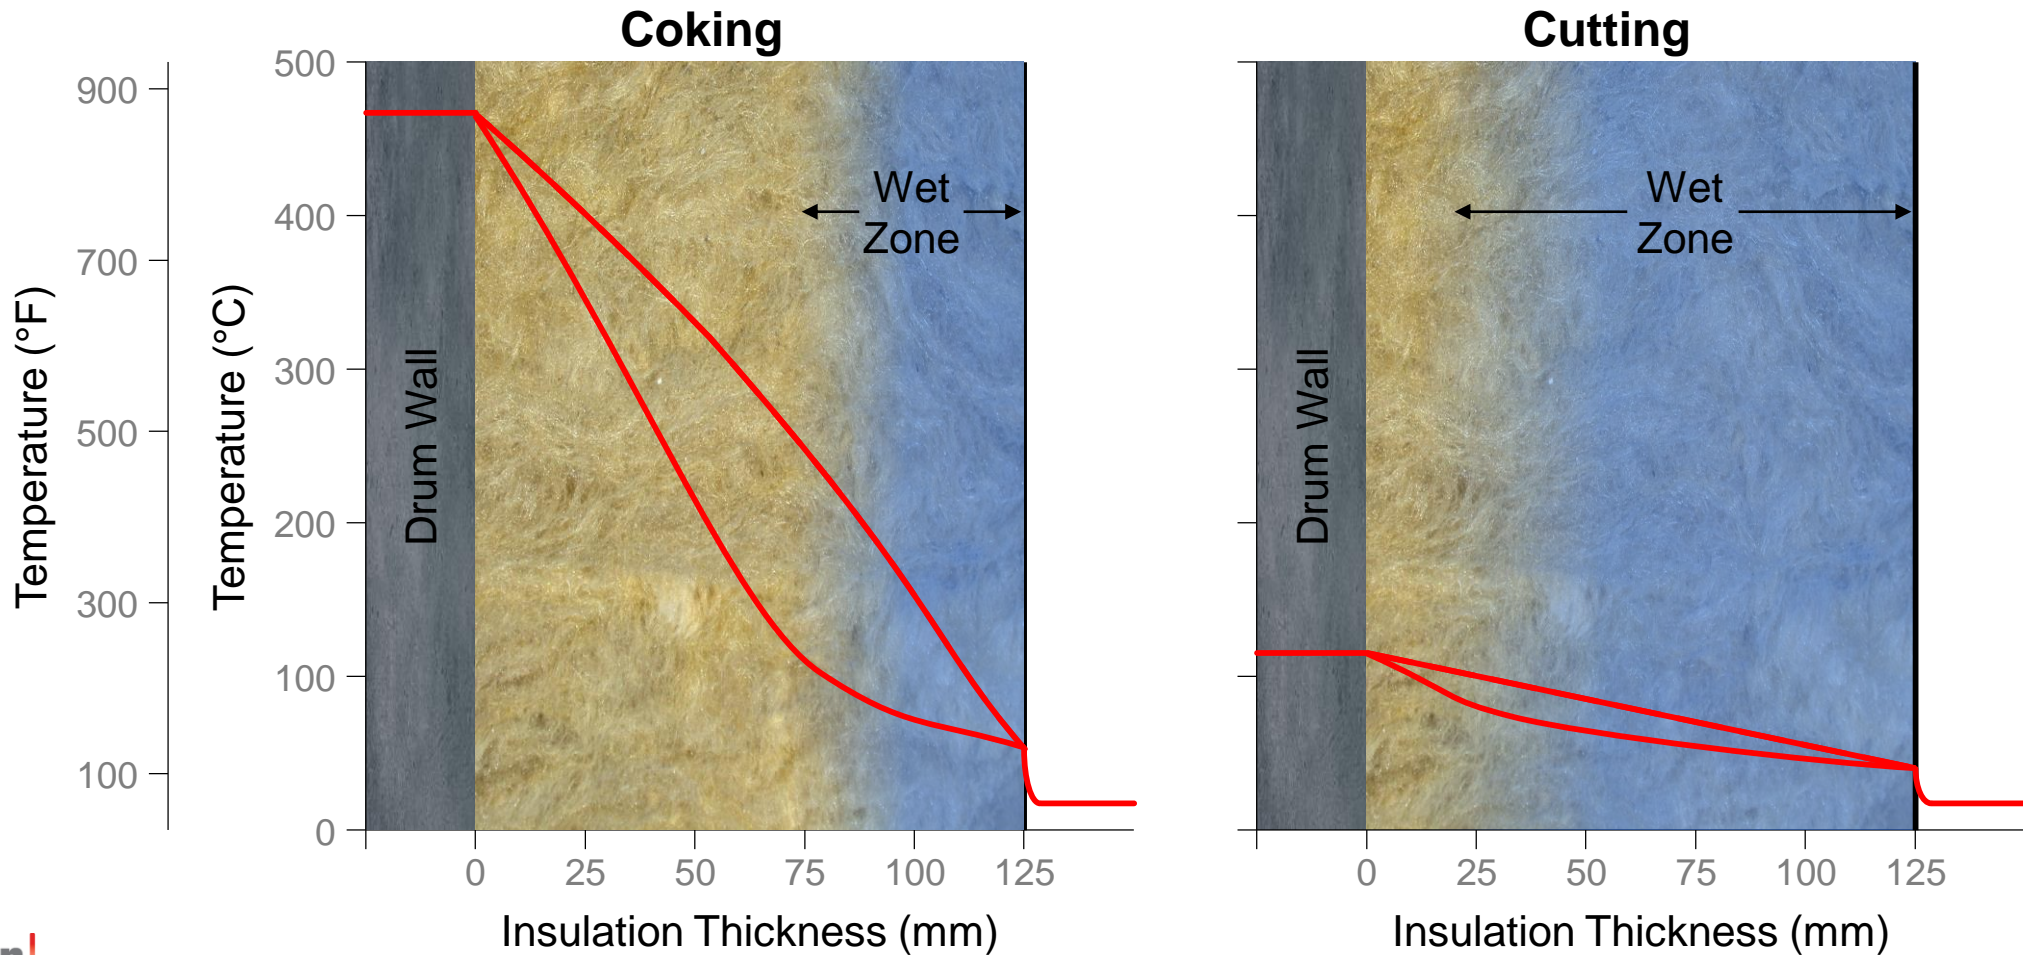 Coking
Cutting
Temperature (°F)
900
700
500
300
100
Temperature (°C)
500
400
300
200
100
0
Drum Wall
Wet
Zone
0 25 50 75 100 125
Insulation Thickness (mm)
Drum Wall
Wet
Zone
0 25 50 75 100 125
Insulation Thickness (mm)